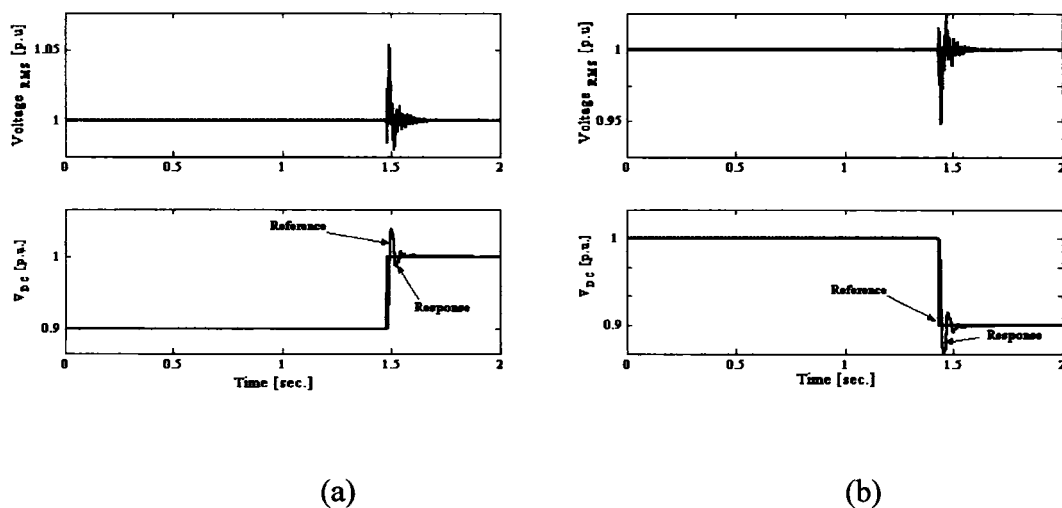 Voltage RMS [p.u]
1.05
1
0 0.5 1 1.5 2
V DC [p.u.]
1
0.9
Reference
Response
0 0.5 1 1.5 2
Time [sec.]
(a)
Voltage RMS [p.u]
1
0.95
0 0.5 1 1.5 2
V DC [p.u.]
1
0.9
Reference
Response
0 0.5 1 1.5 2
Time [sec.]
(b)